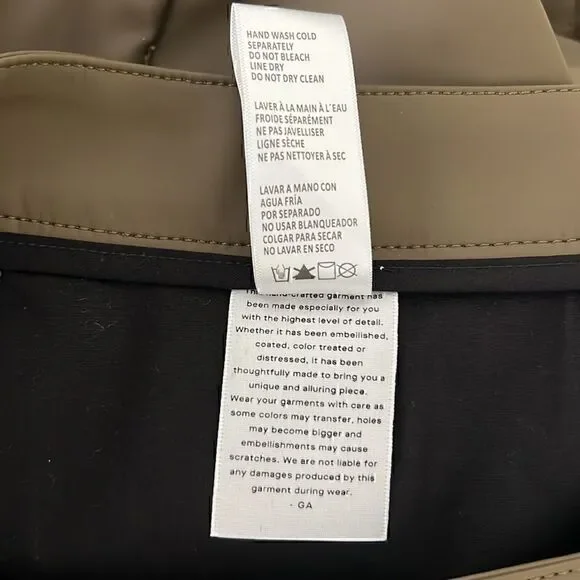 HAND WASH COLD
SEPARATELY
DO NOT BLEACH
LINE DRY
DO NOT DRY CLEAN
LAVER À LA MAIN À L'EAU
FROIDE SÉPARÉMENT
NE PAS JAVELLISER
LIGNE SÈCHE
NE PAS NETTOYER À SEC
LAVAR A MANO CON
AGUA FRÍA
POR SEPARADO
NO USAR BLANQUEADOR
COLGAR PARA SECAR
NO LAVAR EN SECO
This hand-crafted garment has
been made especially for you
with the highest level of detail.
Whether it has been embellished,
coated, color treated or
distressed, it has been
thoughtfully made to bring you a
unique and alluring piece.
Wear your garments with care as
some colors may transfer, holes
may become bigger and
embellishments may cause
scratches. We are not liable for
any damages produced by this
garment during wear.
- GA